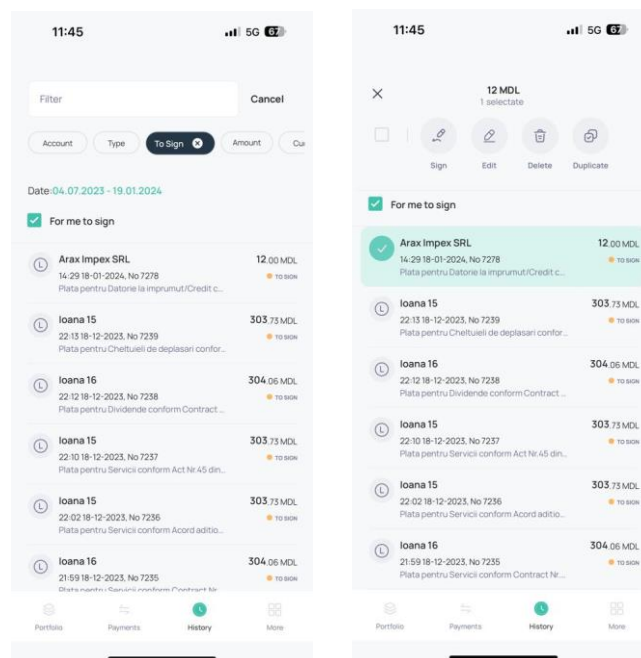 11:45
5G 67
Filter
Cancel
Account
Type
To Sign
Amount
Date:04.07.2023 - 19.01.2024
For me to sign
L
Arax Impex SRL
12.00 MDL
14:29 18-01-2024, No 7278
TO SIGN
Plata pentru Datorie la imprumut/Credit c...
L
Ioana 15
303.73 MDL
22:13 18-12-2023, No 7239
TO SIGN
Plata pentru Cheltuieli de deplasari confor...
L
Ioana 16
304.06 MDL
22:12 18-12-2023, No 7238
TO SIGN
Plata pentru Dividende conform Contract ...
L
Ioana 15
303.73 MDL
22:10 18-12-2023, No 7237
TO SIGN
Plata pentru Servicii conform Act Nr.45 din...
L
Ioana 15
303.73 MDL
22:02 18-12-2023, No 7236
TO SIGN
Plata pentru Servicii conform Acord aditio...
L
Ioana 16
304.06 MDL
21:59 18-12-2023, No 7235
TO SIGN
Plata pentru Servicii conform Contract Nr...
Portfolio
Payments
History
More
11:45
5G 67
12 MDL
1 selectate
Sign
Edit
Delete
Duplicate
For me to sign
Arax Impex SRL
12.00 MDL
14:29 18-01-2024, No 7278
TO SIGN
Plata pentru Datorie la imprumut/Credit c...
L
Ioana 15
303.73 MDL
22:13 18-12-2023, No 7239
TO SIGN
Plata pentru Cheltuieli de deplasari confor...
L
Ioana 16
304.06 MDL
22:12 18-12-2023, No 7238
TO SIGN
Plata pentru Dividende conform Contract ...
L
Ioana 15
303.73 MDL
22:10 18-12-2023, No 7237
TO SIGN
Plata pentru Servicii conform Act Nr.45 din...
L
Ioana 15
303.73 MDL
22:02 18-12-2023, No 7236
TO SIGN
Plata pentru Servicii conform Acord aditio...
L
Ioana 16
304.06 MDL
21:59 18-12-2023, No 7235
TO SIGN
Plata pentru Servicii conform Contract Nr....
Portfolio
Payments
History
More